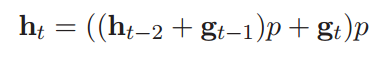 h_t = ((h_{t−2} + g_{t−1})p + g_t)p